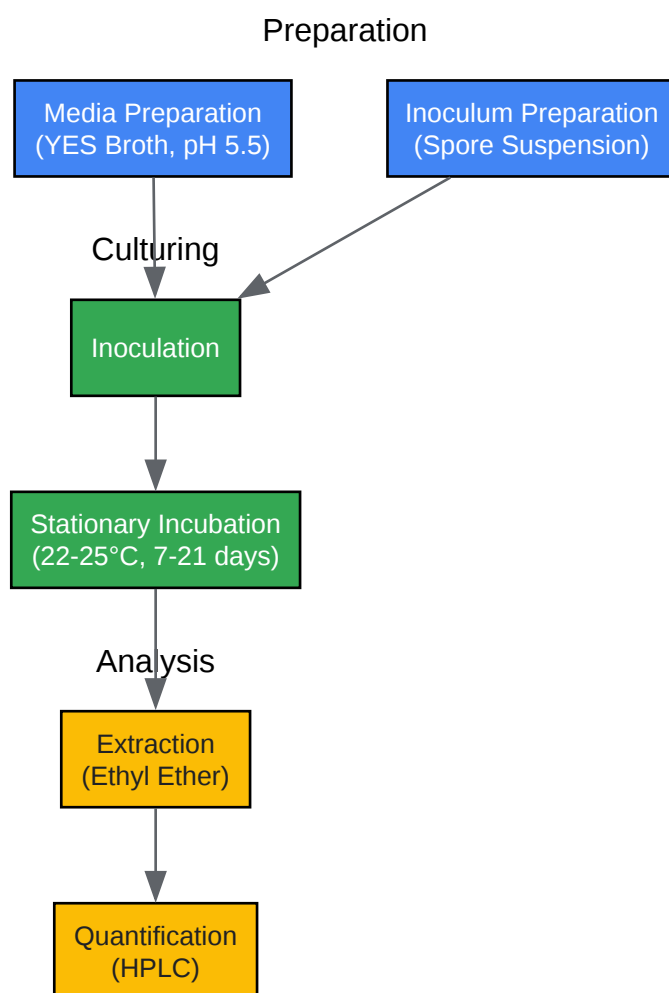 Preparation
Media Preparation
(YES Broth, pH 5.5)
Inoculum Preparation
(Spore Suspension)
Culturing
Inoculation
Stationary Incubation
(22-25°C, 7-21 days)
Analysis
Extraction
(Ethyl Ether)
Quantification
(HPLC)